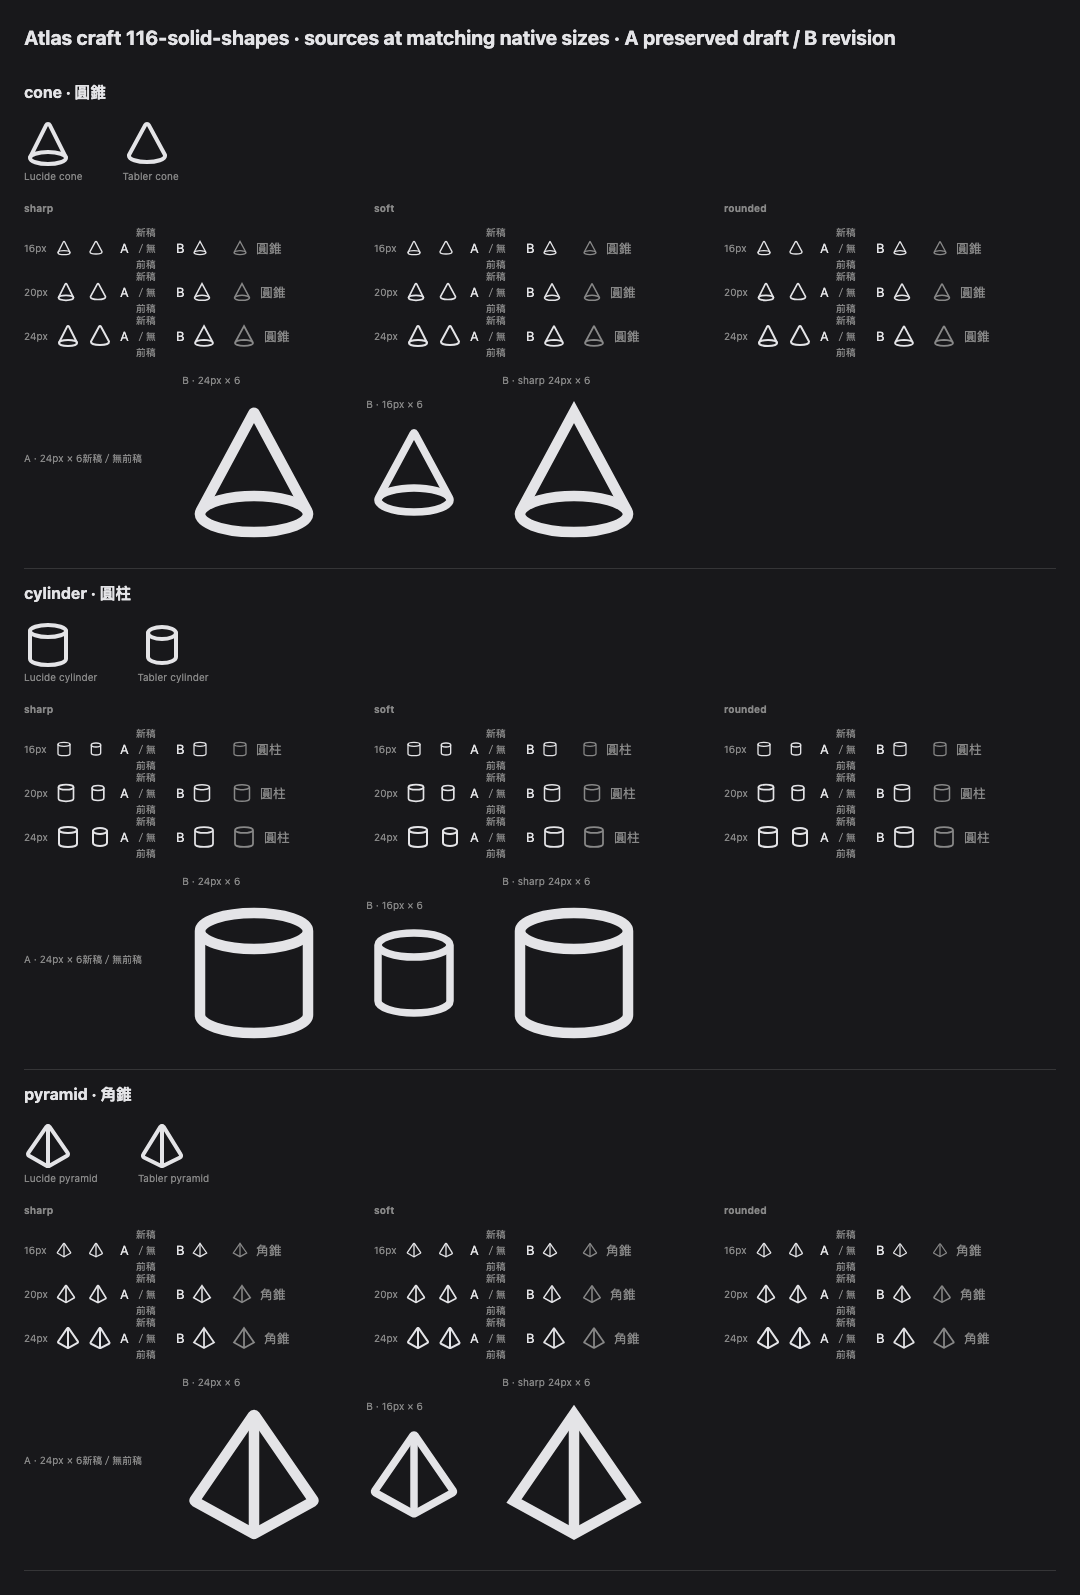 Atlas craft 116-solid-shapes · sources at matching native sizes · A preserved draft / B revision
cone · 圓錐
Lucide cone
Tabler cone
sharp
soft
rounded
16px A 新稿 / 無前稿 B 圓錐
16px A 新稿 / 無前稿 B 圓錐
16px A 新稿 / 無前稿 B 圓錐
20px A 新稿 / 無前稿 B 圓錐
20px A 新稿 / 無前稿 B 圓錐
20px A 新稿 / 無前稿 B 圓錐
24px A 新稿 / 無前稿 B 圓錐
24px A 新稿 / 無前稿 B 圓錐
24px A 新稿 / 無前稿 B 圓錐
B · 24px × 6
B · 16px × 6
B · sharp 24px × 6
A · 24px × 6新稿 / 無前稿
cylinder · 圓柱
Lucide cylinder
Tabler cylinder
sharp
soft
rounded
16px A 新稿 / 無前稿 B 圓柱
16px A 新稿 / 無前稿 B 圓柱
16px A 新稿 / 無前稿 B 圓柱
20px A 新稿 / 無前稿 B 圓柱
20px A 新稿 / 無前稿 B 圓柱
20px A 新稿 / 無前稿 B 圓柱
24px A 新稿 / 無前稿 B 圓柱
24px A 新稿 / 無前稿 B 圓柱
24px A 新稿 / 無前稿 B 圓柱
B · 24px × 6
B · 16px × 6
B · sharp 24px × 6
A · 24px × 6新稿 / 無前稿
pyramid · 角錐
Lucide pyramid
Tabler pyramid
sharp
soft
rounded
16px A 新稿 / 無前稿 B 角錐
16px A 新稿 / 無前稿 B 角錐
16px A 新稿 / 無前稿 B 角錐
20px A 新稿 / 無前稿 B 角錐
20px A 新稿 / 無前稿 B 角錐
20px A 新稿 / 無前稿 B 角錐
24px A 新稿 / 無前稿 B 角錐
24px A 新稿 / 無前稿 B 角錐
24px A 新稿 / 無前稿 B 角錐
B · 24px × 6
B · 16px × 6
B · sharp 24px × 6
A · 24px × 6新稿 / 無前稿